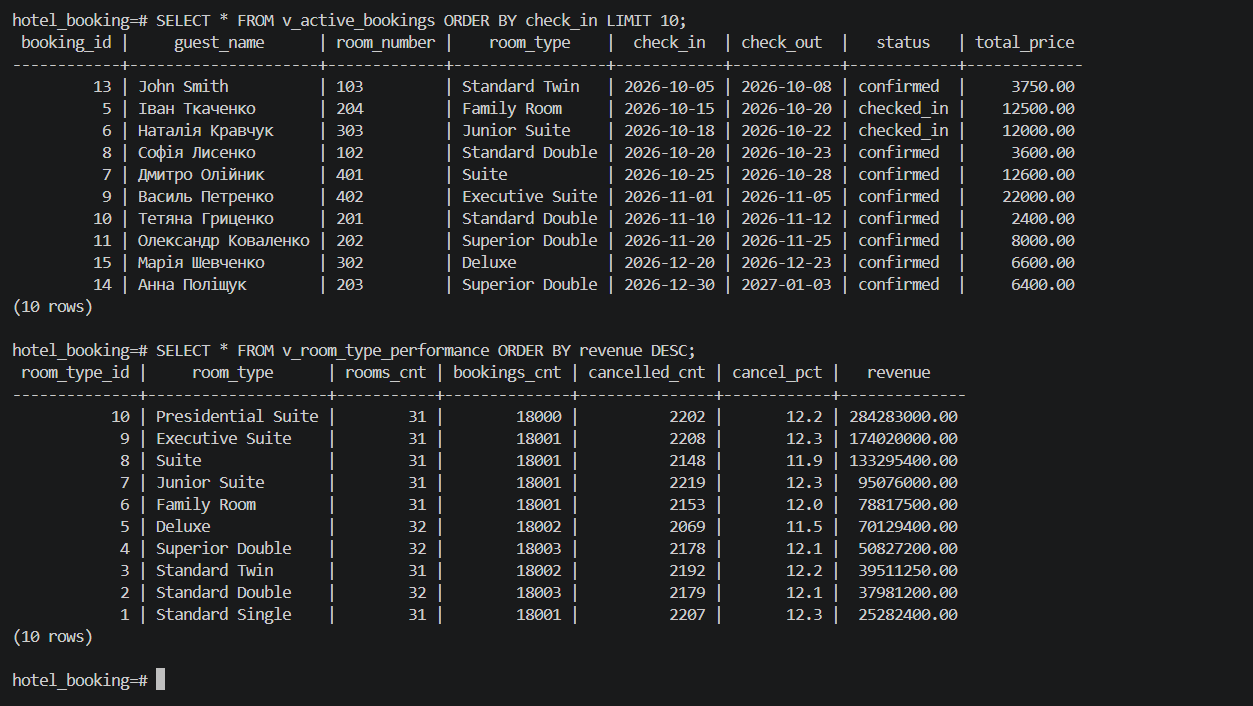 hotel_booking=# SELECT * FROM v_active_bookings ORDER BY check_in LIMIT 10;
 booking_id |     guest_name      | room_number |    room_type    |  check_in  | check_out  |   status   | total_price
------------+---------------------+-------------+-----------------+------------+------------+------------+-------------
         13 | John Smith          | 103         | Standard Twin   | 2026-10-05 | 2026-10-08 | confirmed  |     3750.00
          5 | Іван Ткаченко       | 204         | Family Room     | 2026-10-15 | 2026-10-20 | checked_in |    12500.00
          6 | Наталія Кравчук     | 303         | Junior Suite    | 2026-10-18 | 2026-10-22 | checked_in |    12000.00
          8 | Софія Лисенко       | 102         | Standard Double | 2026-10-20 | 2026-10-23 | confirmed  |     3600.00
          7 | Дмитро Олійник      | 401         | Suite           | 2026-10-25 | 2026-10-28 | confirmed  |    12600.00
          9 | Василь Петренко     | 402         | Executive Suite | 2026-11-01 | 2026-11-05 | confirmed  |    22000.00
         10 | Тетяна Гриценко     | 201         | Standard Double | 2026-11-10 | 2026-11-12 | confirmed  |     2400.00
         11 | Олександр Коваленко | 202         | Superior Double | 2026-11-20 | 2026-11-25 | confirmed  |     8000.00
         15 | Марія Шевченко      | 302         | Deluxe          | 2026-12-20 | 2026-12-23 | confirmed  |     6600.00
         14 | Анна Поліщук        | 203         | Superior Double | 2026-12-30 | 2027-01-03 | confirmed  |     6400.00
(10 rows)

hotel_booking=# SELECT * FROM v_room_type_performance ORDER BY revenue DESC;
 room_type_id |     room_type      | rooms_cnt | bookings_cnt | cancelled_cnt | cancel_pct |   revenue
--------------+--------------------+-----------+--------------+---------------+------------+--------------
           10 | Presidential Suite |        31 |        18000 |          2202 |       12.2 | 284283000.00
            9 | Executive Suite    |        31 |        18001 |          2208 |       12.3 | 174020000.00
            8 | Suite              |        31 |        18001 |          2148 |       11.9 | 133295400.00
            7 | Junior Suite       |        31 |        18001 |          2219 |       12.3 |  95076000.00
            6 | Family Room        |        31 |        18001 |          2153 |       12.0 |  78817500.00
            5 | Deluxe             |        32 |        18002 |          2069 |       11.5 |  70129400.00
            4 | Superior Double    |        32 |        18003 |          2178 |       12.1 |  50827200.00
            3 | Standard Twin      |        31 |        18002 |          2192 |       12.2 |  39511250.00
            2 | Standard Double    |        32 |        18003 |          2179 |       12.1 |  37981200.00
            1 | Standard Single    |        31 |        18001 |          2207 |       12.3 |  25282400.00
(10 rows)

hotel_booking=#